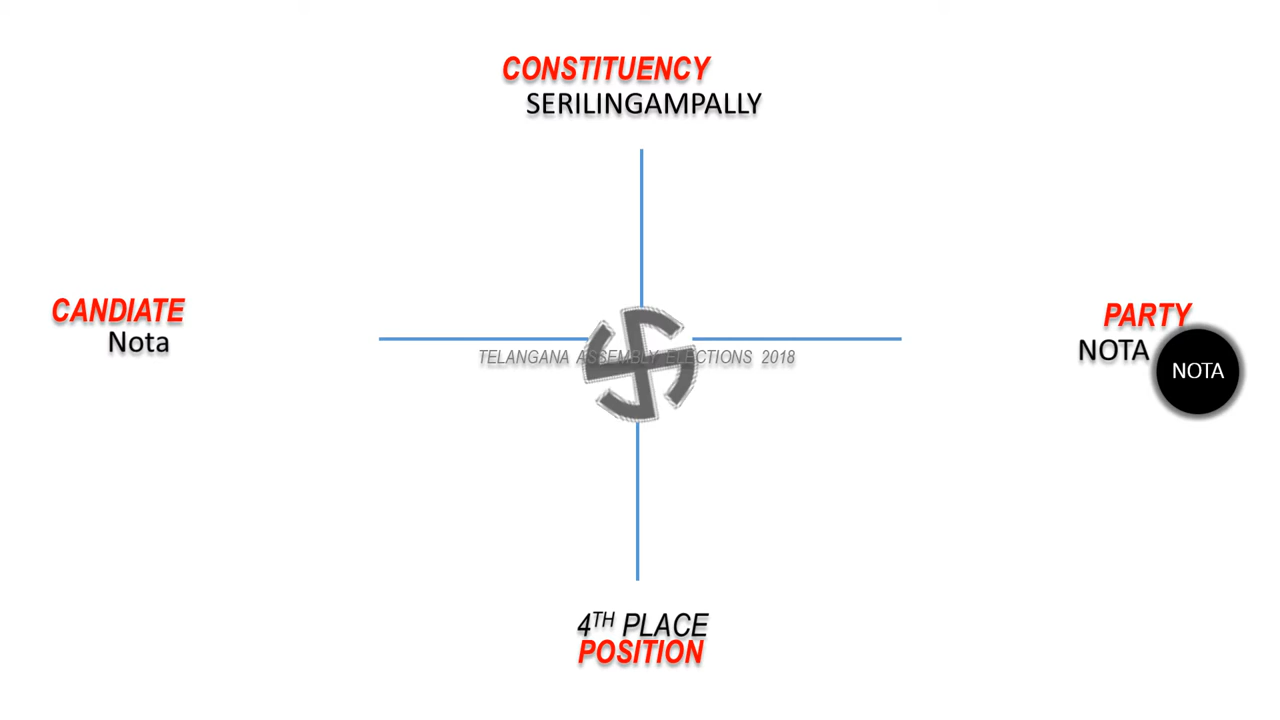 CONSTITUENCY
SERILINGAMPALLY
CANDIATE
Nota
PARTY
NOTA
NOTA
TELANGANA ASSEMBLY ELECTIONS 2018
4TH PLACE
POSITION